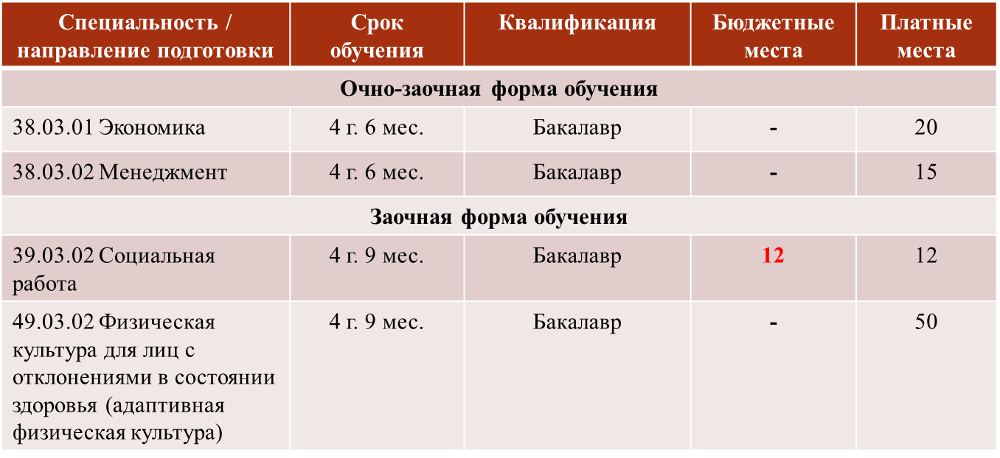 Специальность / Срок Квалификация Бюджетные Платные
направление подготовки обучения места места
Очно-заочная форма обучения
38.03.01 Экономика 4 г. 6 мес. Бакалавр - 20
38.03.02 Менеджмент 4 г. 6 мес. Бакалавр - 15
Заочная форма обучения
39.03.02 Социальная 4 г. 9 мес. Бакалавр 12 12
работа
49.03.02 Физическая 4 г. 9 мес. Бакалавр - 50
культура для лиц с
отклонениями в состоянии
здоровья (адаптивная
физическая культура)